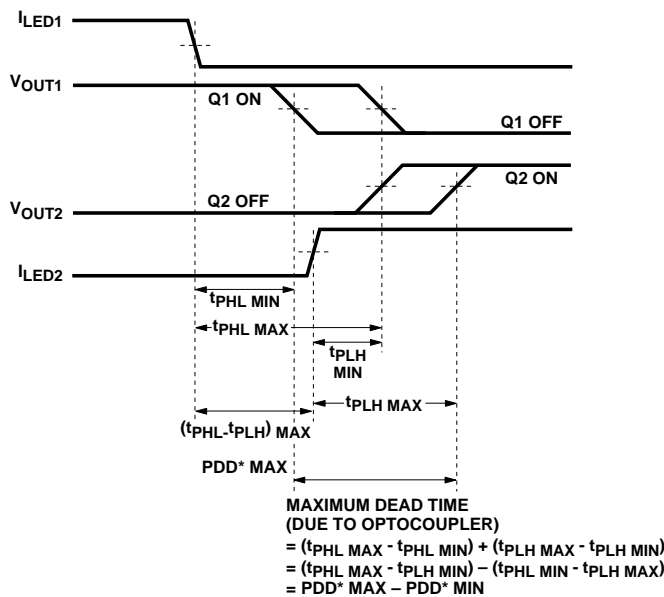 ILED1
VOUT1
Q1 ON
Q1 OFF
Q2 OFF
Q2 ON
VOUT2
ILED2
tPHL MIN
tPHL MAX
tPLH
MIN
tPLH MAX
(tPHL-tPLH) MAX
PDD* MAX
MAXIMUM DEAD TIME
(DUE TO OPTOCOUPLER)
= (tPHL MAX - tPHL MIN) + (tPLH MAX - tPLH MIN)
= (tPHL MAX - tPLH MIN) – (tPHL MIN - tPLH MAX)
= PDD* MAX – PDD* MIN